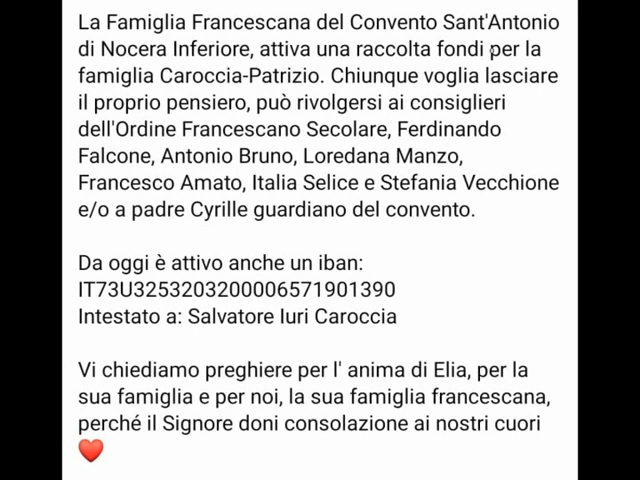 La Famiglia Francescana del Convento Sant'Antonio
di Nocera Inferiore, attiva una raccolta fondi per la
famiglia Caroccia-Patrizio. Chiunque voglia lasciare
il proprio pensiero, può rivolgersi ai consiglieri
dell'Ordine Francescano Secolare, Ferdinando
Falcone, Antonio Bruno, Loredana Manzo,
Francesco Amato, Italia Selice e Stefania Vecchione
e/o a padre Cyrille guardiano del convento.
Da oggi è attivo anche un iban:
IT73U3253203200006571901390
Intestato a: Salvatore Iuri Caroccia
Vi chiediamo preghiere per l' anima di Elia, per la
sua famiglia e per noi, la sua famiglia francescana,
perché il Signore doni consolazione ai nostri cuori
❤️